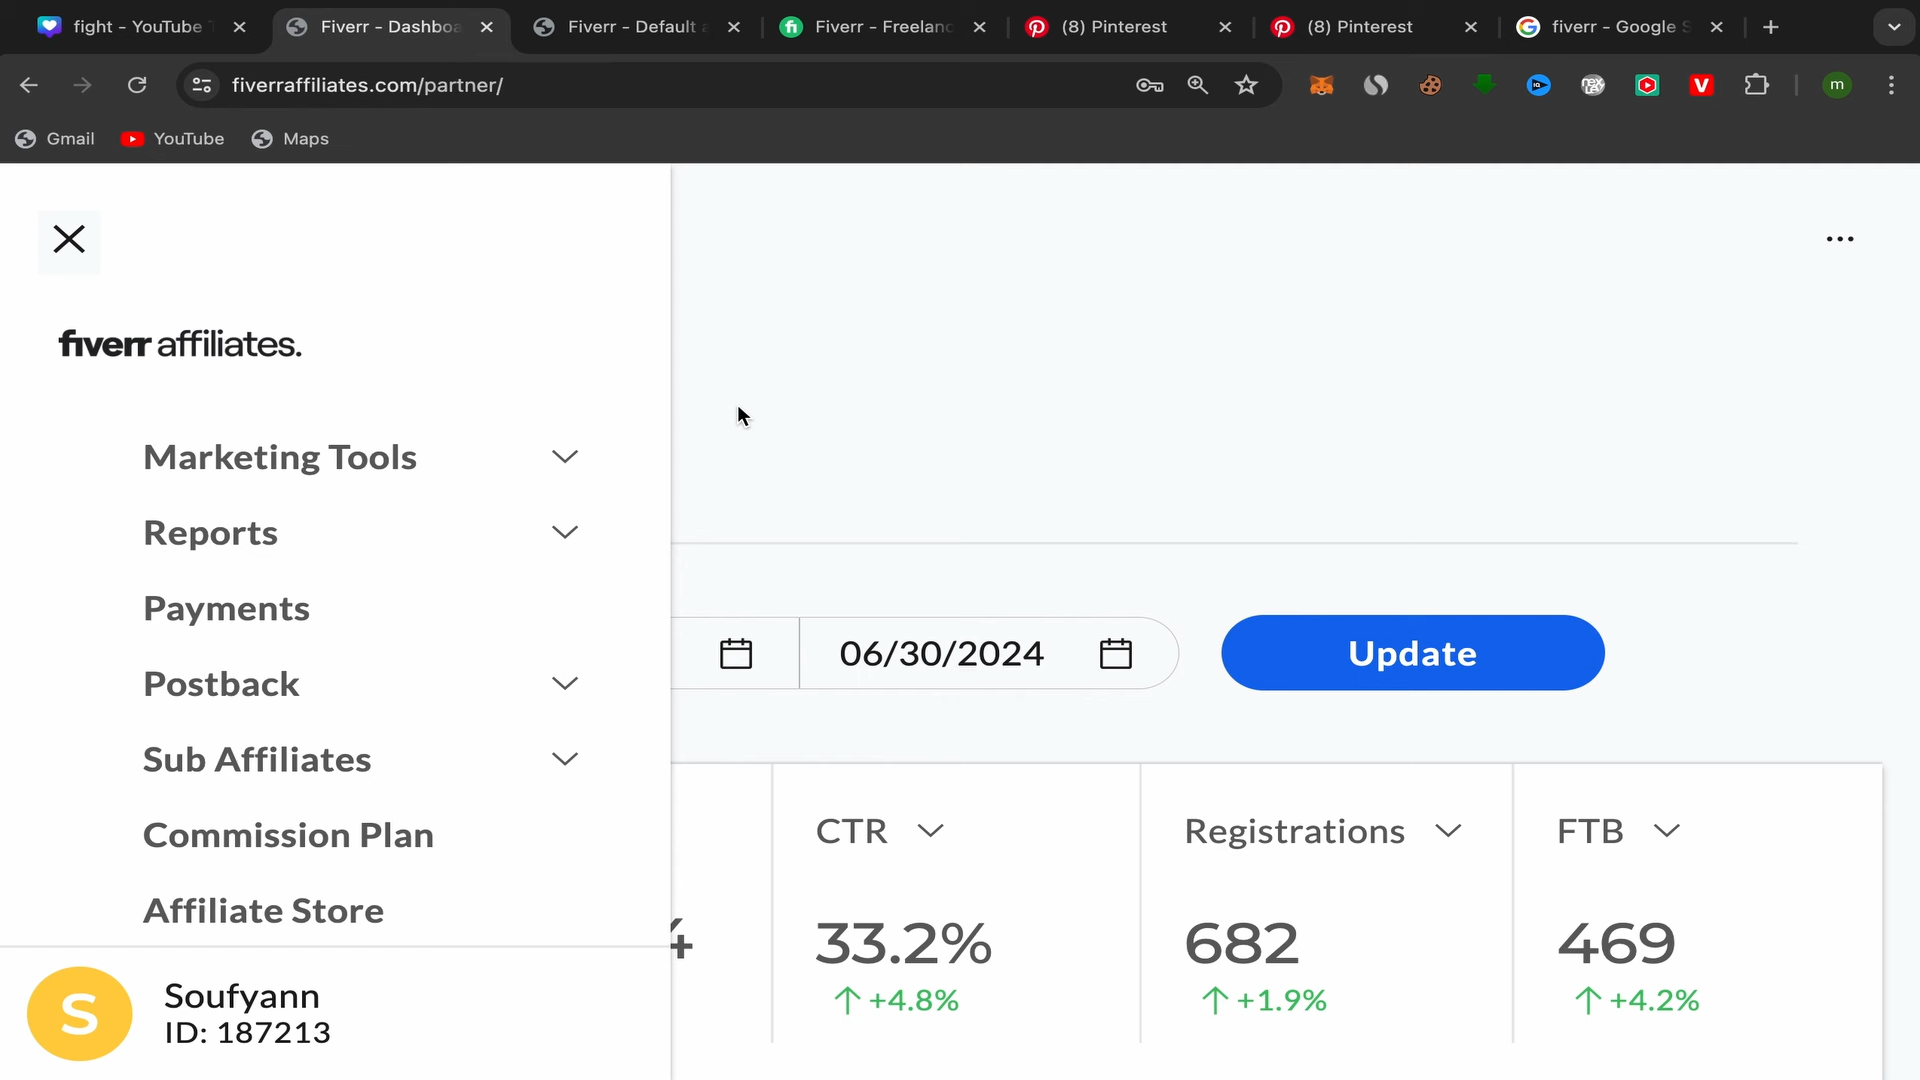 fight - YouTube
Fiverr - Dashboa
Fiverr - Default a
Fiverr - Freelanc
(8) Pinterest
(8) Pinterest
fiverr - Google S
fiverraffiliates.com/partner/
m
Gmail
YouTube
Maps
fiverr affiliates.
Marketing Tools
Reports
Payments
Postback
Sub Affiliates
Commission Plan
Affiliate Store
S
Soufyann
ID: 187213
06/30/2024
Update
CTR
Registrations
FTB
4
33.2%
682
469
+4.8%
+1.9%
+4.2%